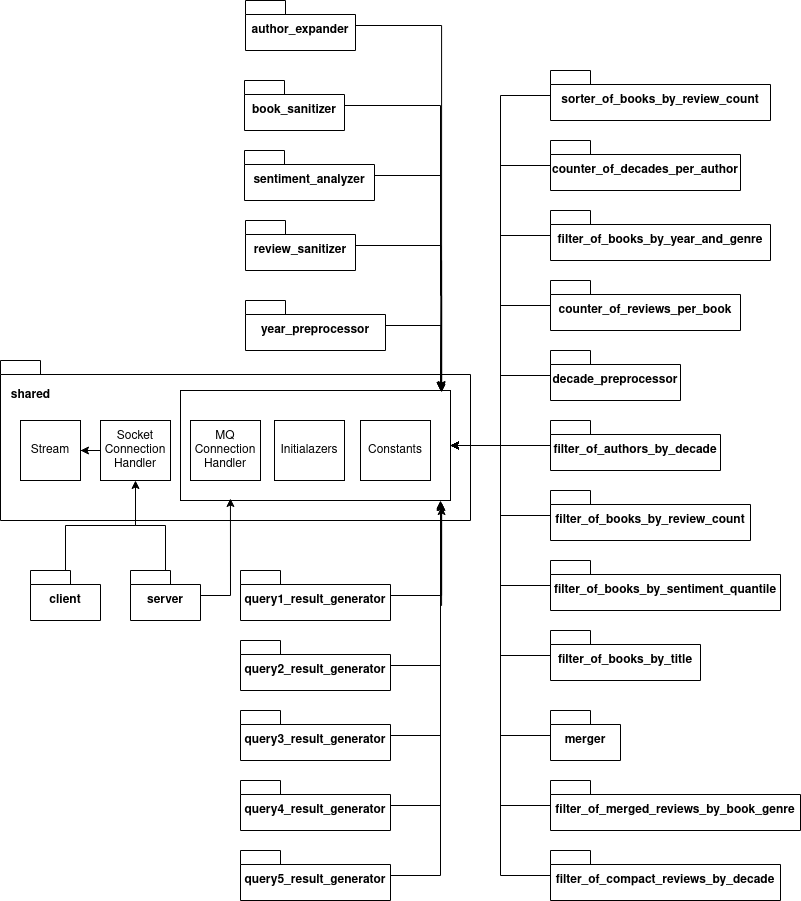 author_expander
book_sanitizer
sentiment_analyzer
review_sanitizer
year_preprocessor
shared
Stream
Socket
Connection
Handler
MQ
Connection
Handler
Initialazers
Constants
client
server
query1_result_generator
query2_result_generator
query3_result_generator
query4_result_generator
query5_result_generator
sorter_of_books_by_review_count
counter_of_decades_per_author
filter_of_books_by_year_and_genre
counter_of_reviews_per_book
decade_preprocessor
filter_of_authors_by_decade
filter_of_books_by_review_count
filter_of_books_by_sentiment_quantile
filter_of_books_by_title
merger
filter_of_merged_reviews_by_book_genre
filter_of_compact_reviews_by_decade